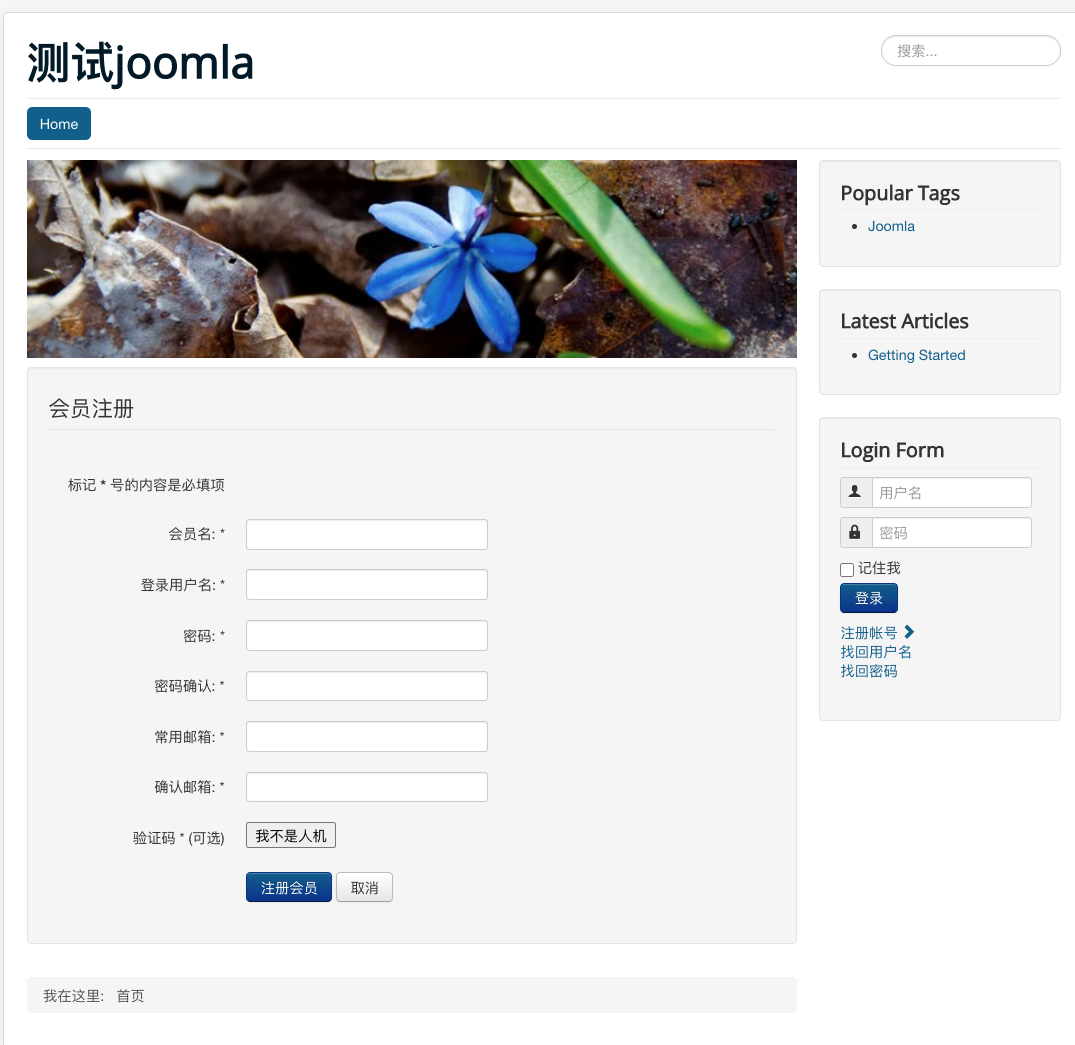 测试joomla
搜索...
Home
会员注册
标记 * 号的内容是必填项
会员名: *
登录用户名: *
密码: *
密码确认: *
常用邮箱: *
确认邮箱: *
验证码 * (可选)
我不是人机
注册会员 取消
我在这里: 首页
Popular Tags
Joomla
Latest Articles
Getting Started
Login Form
用户名
密码
记住我
登录
注册帐号
找回用户名
找回密码